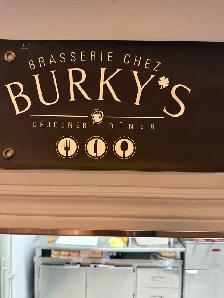 BRASSERIE CHEZ
BURKY'S
DÉJEUNER DÎNER